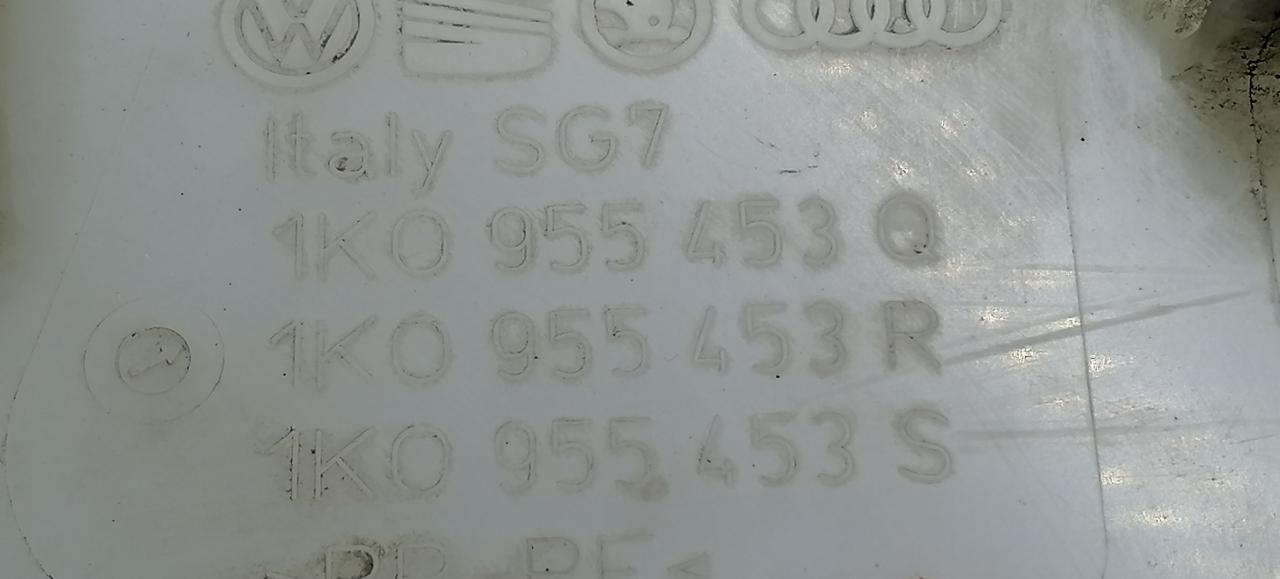 Italy SG7
1K0 955 453 Q
1K0 955 453 R
1K0 955 453 S